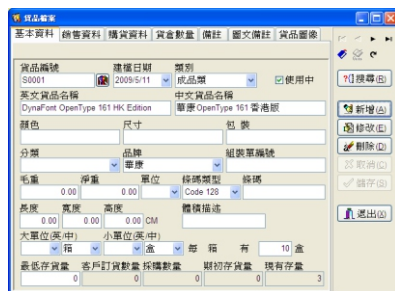 貨品檔案
基本資料 銷售資料 購貨資料 貨倉數量 備註 圖文備註 貨品圖像
貨品編號 建檔日期 類別
S0001 2009/5/11 成品類 使用中
英文貨品名稱 中文貨品名稱
DynaFont OpenType 161 HK Edition 華康OpenType 161 香港版
顏色 尺寸 包 裝
分類 品牌 組裝單編號
華康
毛重 淨重 單位 條碼類型 條碼
0.00 0.00 Code 128
長度 寬度 高度 體積描述
0.00 0.00 0.00 CM
大單位(英/中) 小單位(英/中)
箱 盒 每 箱 有 10 盒
最低存貨量 客戶訂貨數量 採購數量 期初存貨量 現有存量
0 0 0 0 3
搜尋(R)
新增(A)
修改(E)
刪除(D)
取消(C)
儲存(S)
退出(X)